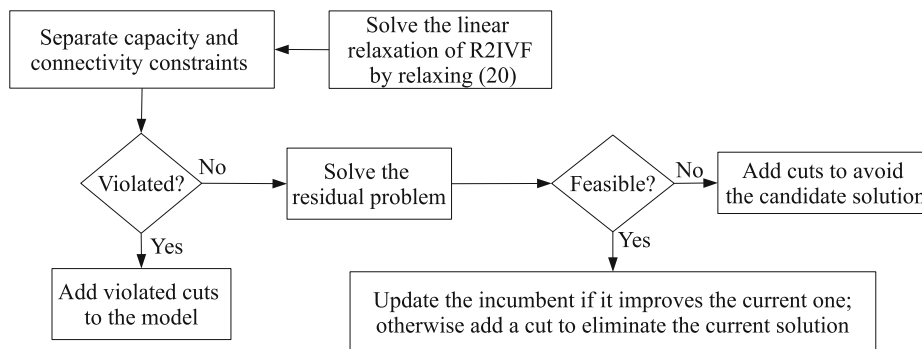 Separate capacity and
connectivity constraints
Solve the linear
relaxation of R2IVF
by relaxing (20)
Violated?
No
Solve the
residual problem
Feasible?
No
Add cuts to avoid
the candidate solution
Yes
Add violated cuts
to the model
Yes
Update the incumbent if it improves the current one;
otherwise add a cut to eliminate the current solution